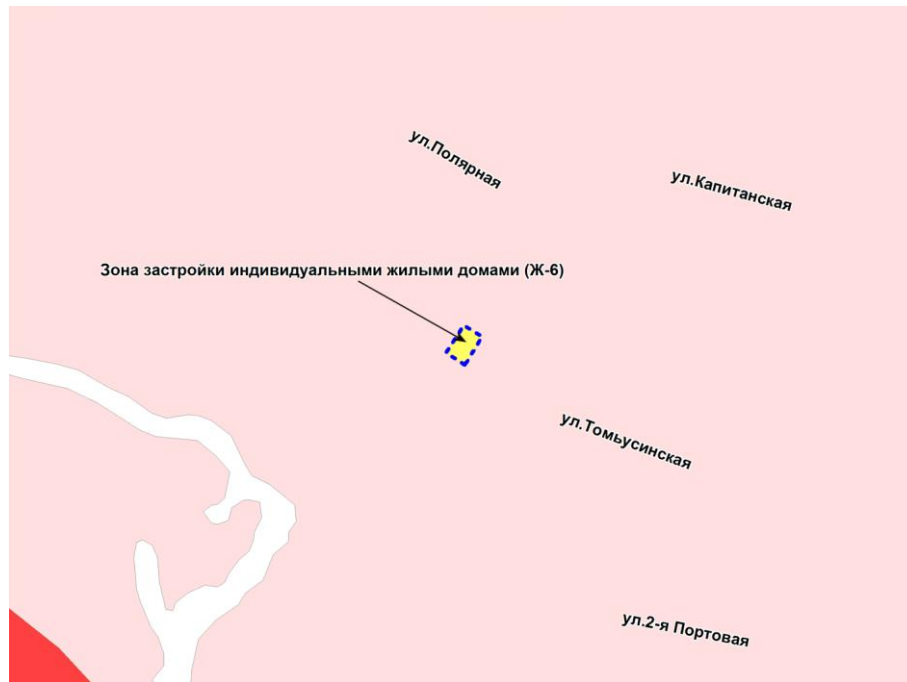 ул.Полярная
ул.Капитанская
Зона застройки индивидуальными жилыми домами (Ж-6)
ул.Томьусинская
ул.2-я Портовая